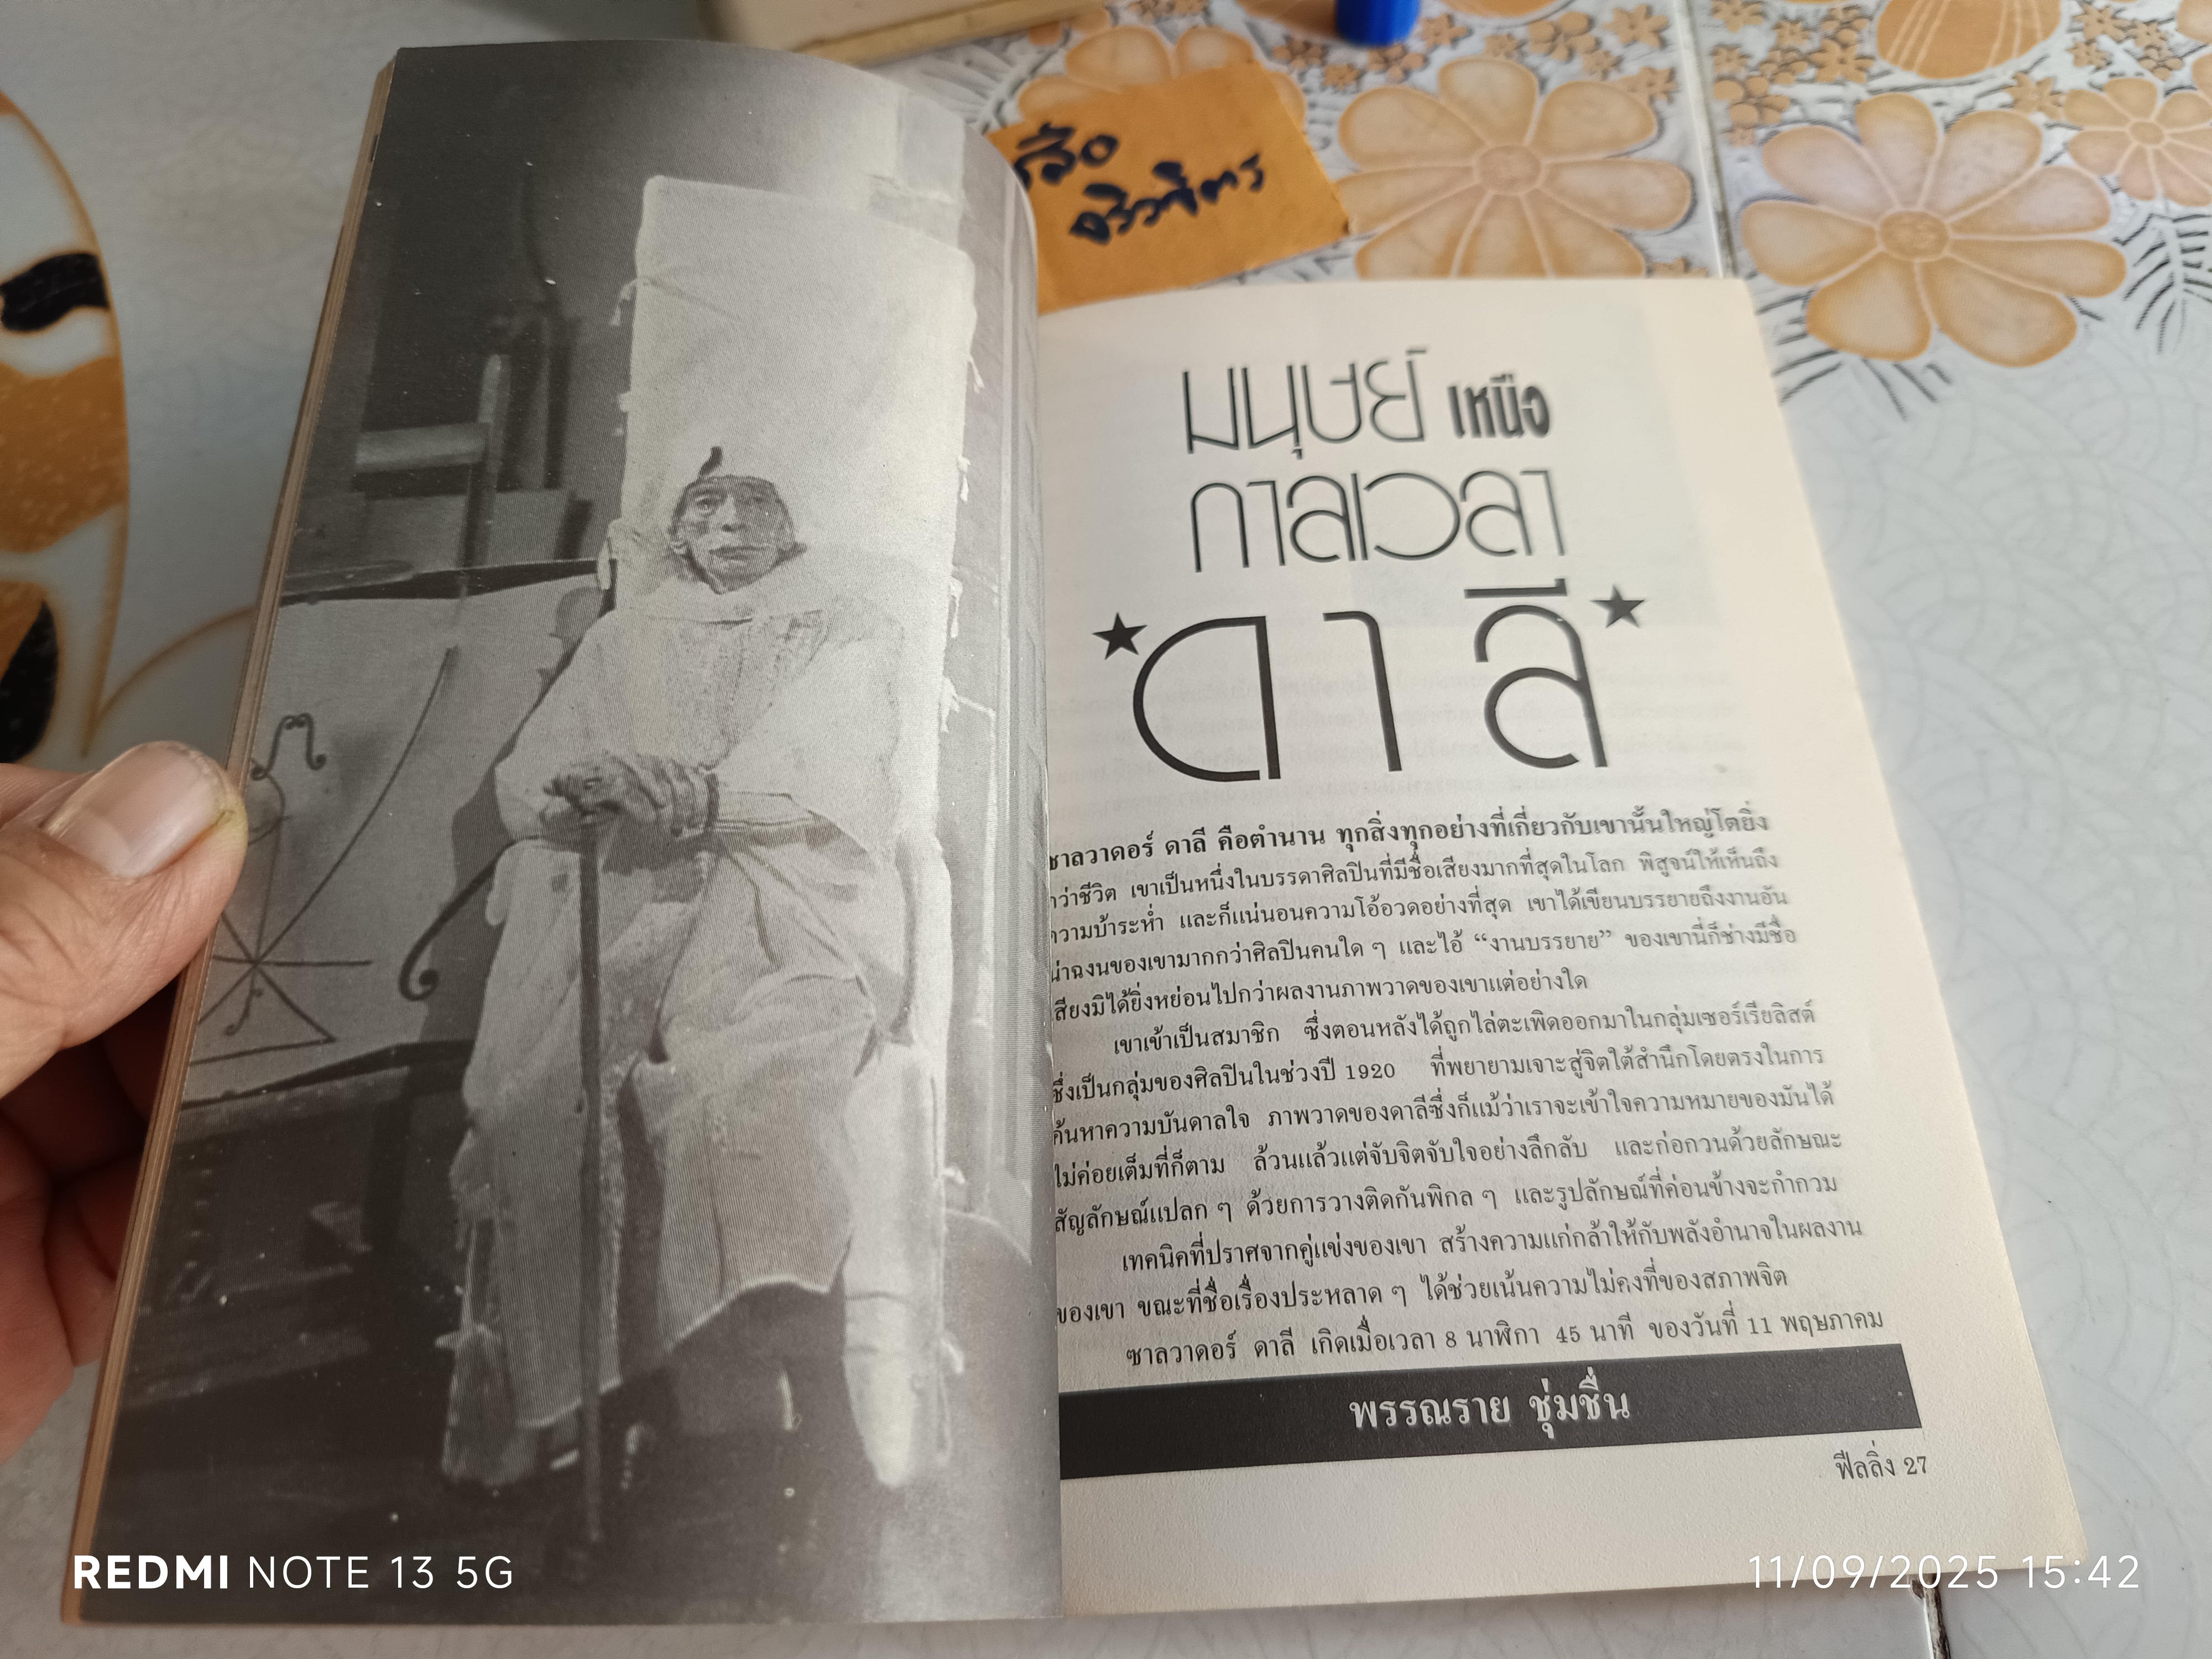 มนุษย์ เหนือ
กาลเวลา
★ ดาลี ★
ซาลวาดอร์ ดาลี คือตำนาน ทุกสิ่งทุกอย่างที่เกี่ยวกับเขานั้นใหญ่โตยิ่ง
กว่าชีวิต เขาเป็นหนึ่งในบรรดาศิลปินที่มีชื่อเสียงมากที่สุดในโลก พิสูจน์ให้เห็นถึง
ความบ้าระห่ำ และก็แน่นอนความโอ้อวดอย่างที่สุด เขาได้เขียนบรรยายถึงงานอัน
น่าฉงนของเขามากกว่าศิลปินคนใด ๆ และไอ้ “งานบรรยาย” ของเขานี่ก็ช่างมีชื่อ
เสียงมิได้ยิ่งหย่อนไปกว่าผลงานภาพวาดของเขาแต่อย่างใด
เขาเข้าเป็นสมาชิก ซึ่งตอนหลังได้ถูกไล่ตะเพิดออกมาในกลุ่มเซอร์เรียลิสต์
ซึ่งเป็นกลุ่มของศิลปินในช่วงปี 1920 ที่พยายามเจาะสู่จิตใต้สำนึกโดยตรงในการ
ค้นหาความบันดาลใจ ภาพวาดของดาลีซึ่งก็แม้ว่าเราจะเข้าใจความหมายของมันได้
ไม่ค่อยเต็มที่ก็ตาม ล้วนแล้วแต่จับจิตจับใจอย่างลึกลับ และก่อกวนด้วยลักษณะ
สัญลักษณ์แปลก ๆ ด้วยการวางติดกันพิกล ๆ และรูปลักษณ์ที่ค่อนข้างจะกำกวม
เทคนิคที่ปราศจากคู่แข่งของเขา สร้างความแก่กล้าให้กับพลังอำนาจในผลงาน
ของเขา ขณะที่ชื่อเรื่องประหลาด ๆ ได้ช่วยเน้นความไม่คงที่ของสภาพจิต
ซาลวาดอร์ ดาลี เกิดเมื่อเวลา 8 นาฬิกา 45 นาที ของวันที่ 11 พฤษภาคม
พรรณราย ชุ่มชื่น
ฟีลลิ่ง 27
REDMI NOTE 13 5G
11/09/2025 15:42